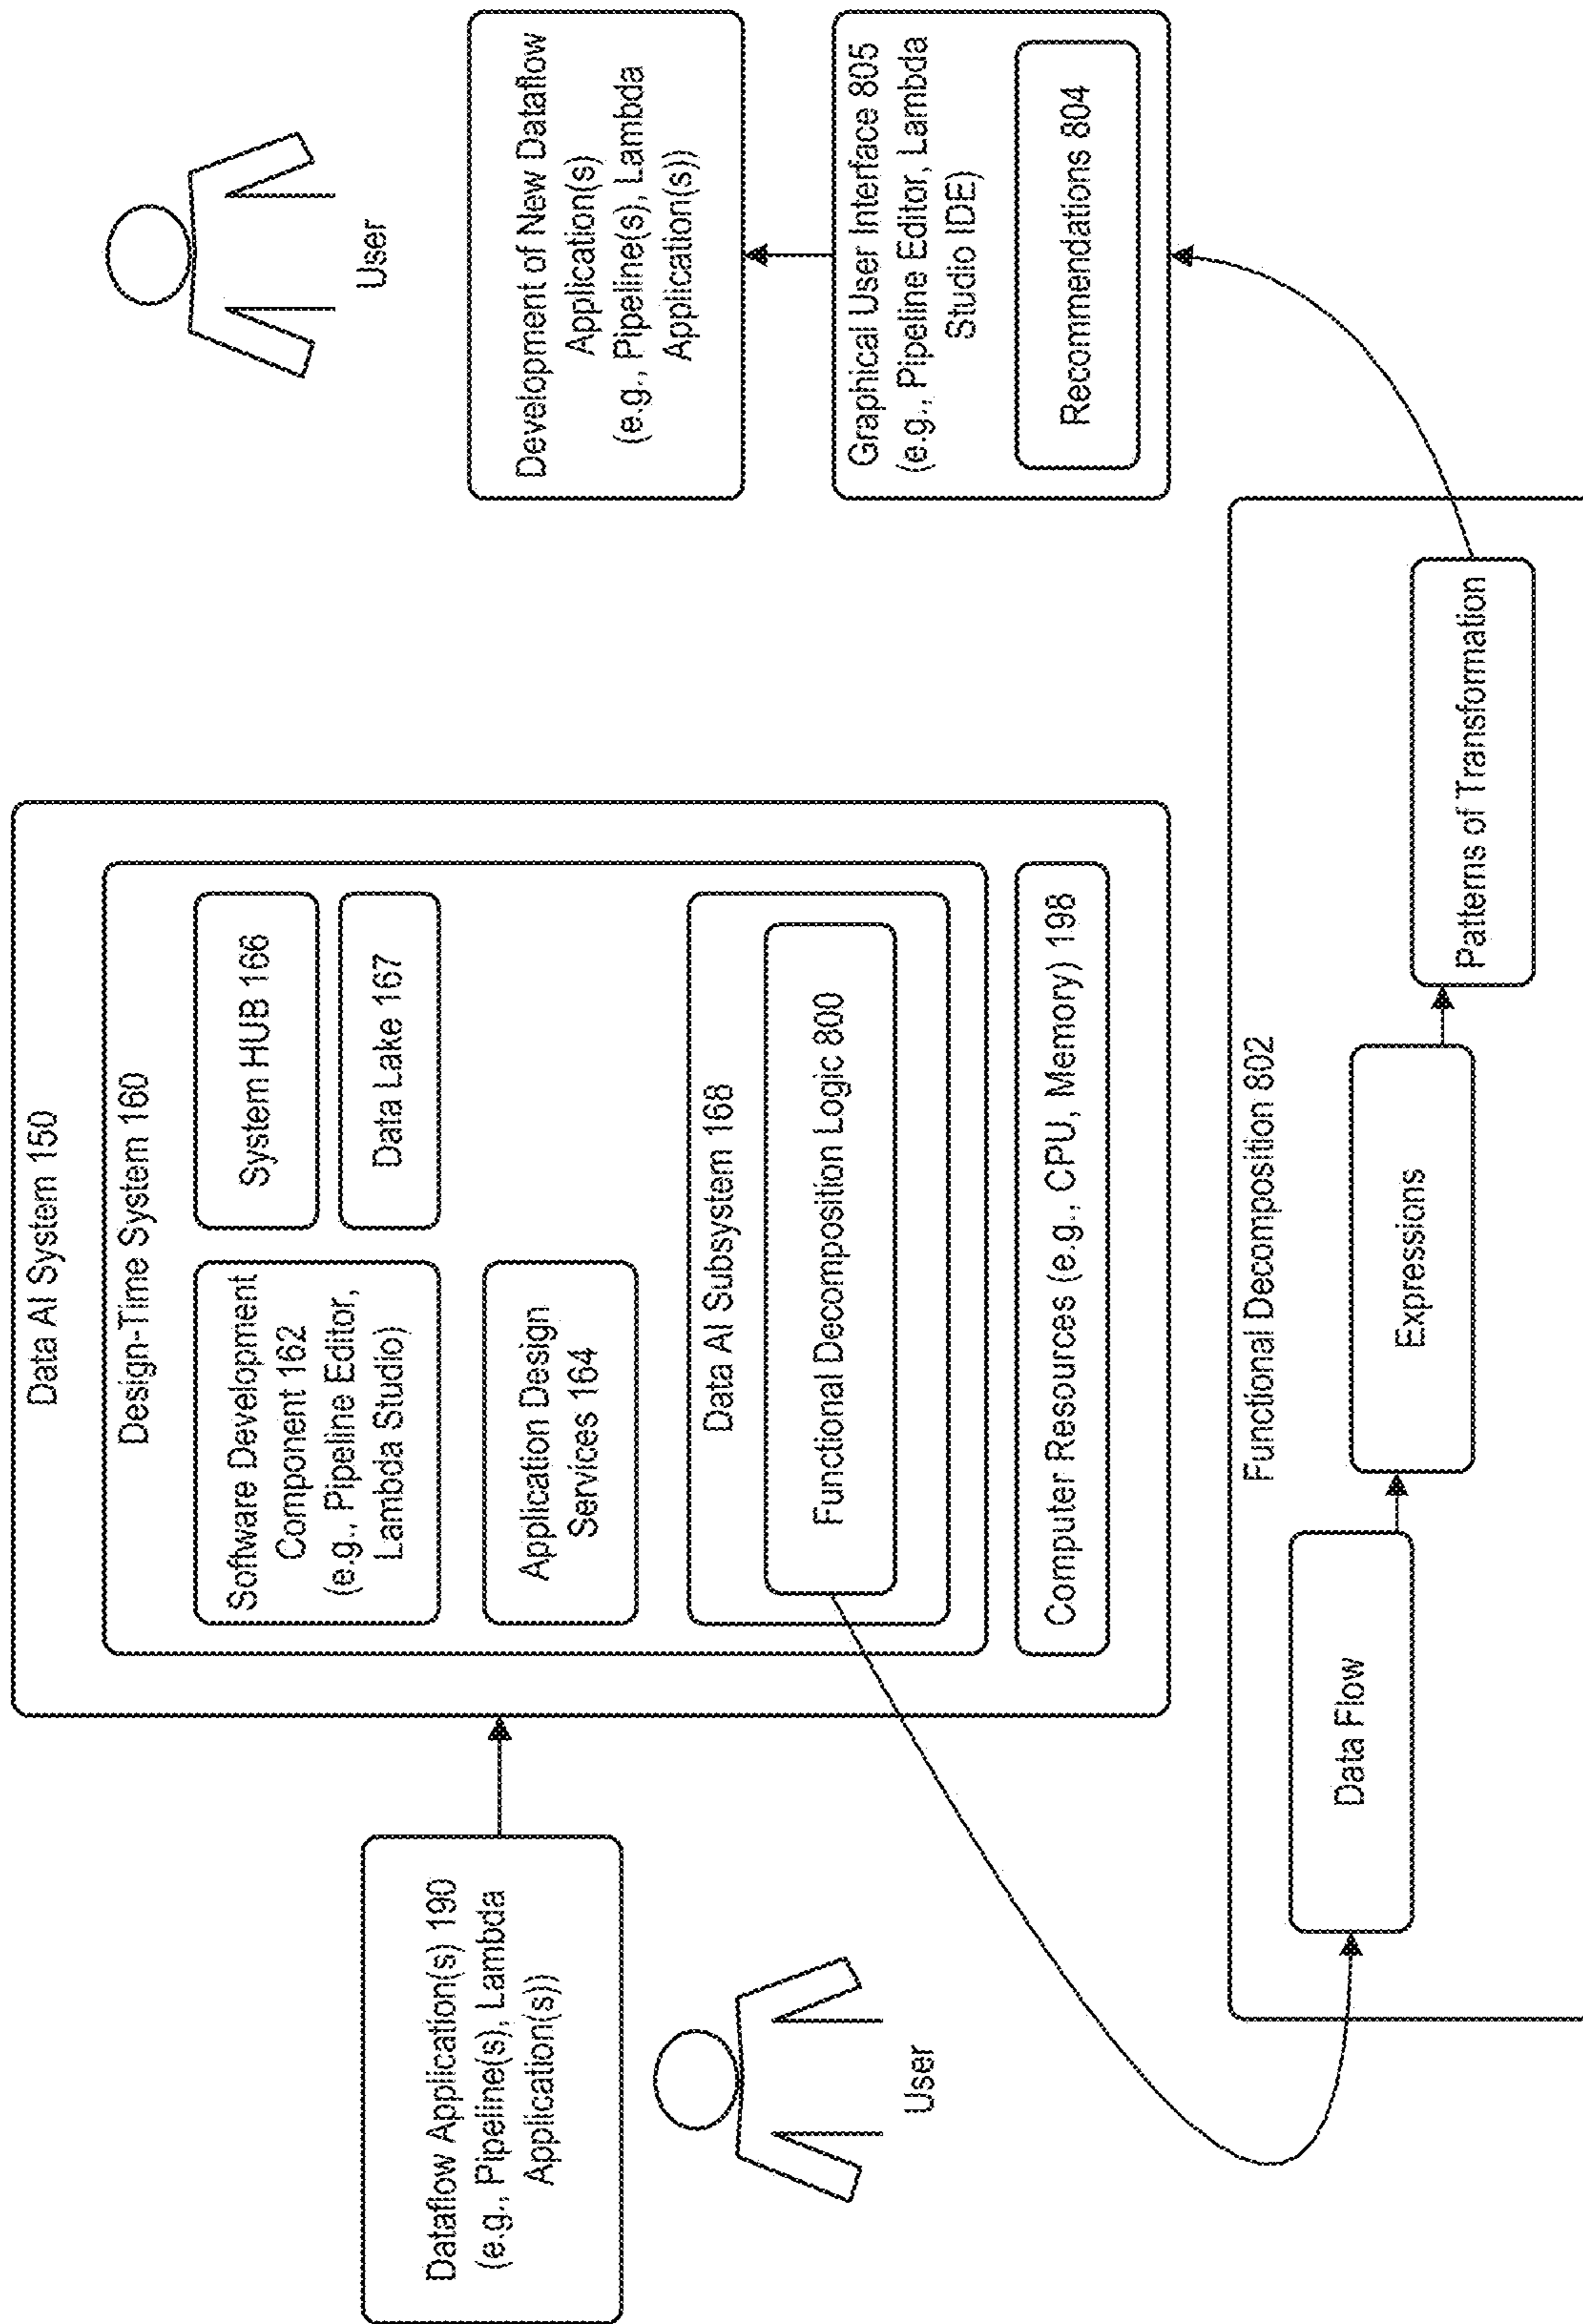 Data AI System 150
Design-Time System 160
Software Development
Component 162
(e.g., Pipeline Editor,
Lambda Studio)
System HUB 166
Data Lake 167
Application Design
Services 164
Data AI Subsystem 168
Functional Decomposition Logic 800
Computer Resources (e.g., CPU, Memory) 198
Dataflow Application(s) 190
(e.g., Pipeline(s), Lambda
Application(s))
User
User
Development of New Dataflow
Application(s)
(e.g., Pipeline(s), Lambda
Application(s))
Graphical User Interface 805
(e.g., Pipeline Editor, Lambda
Studio IDE)
Recommendations 804
Functional Decomposition 802
Data Flow
Expressions
Patterns of Transformation